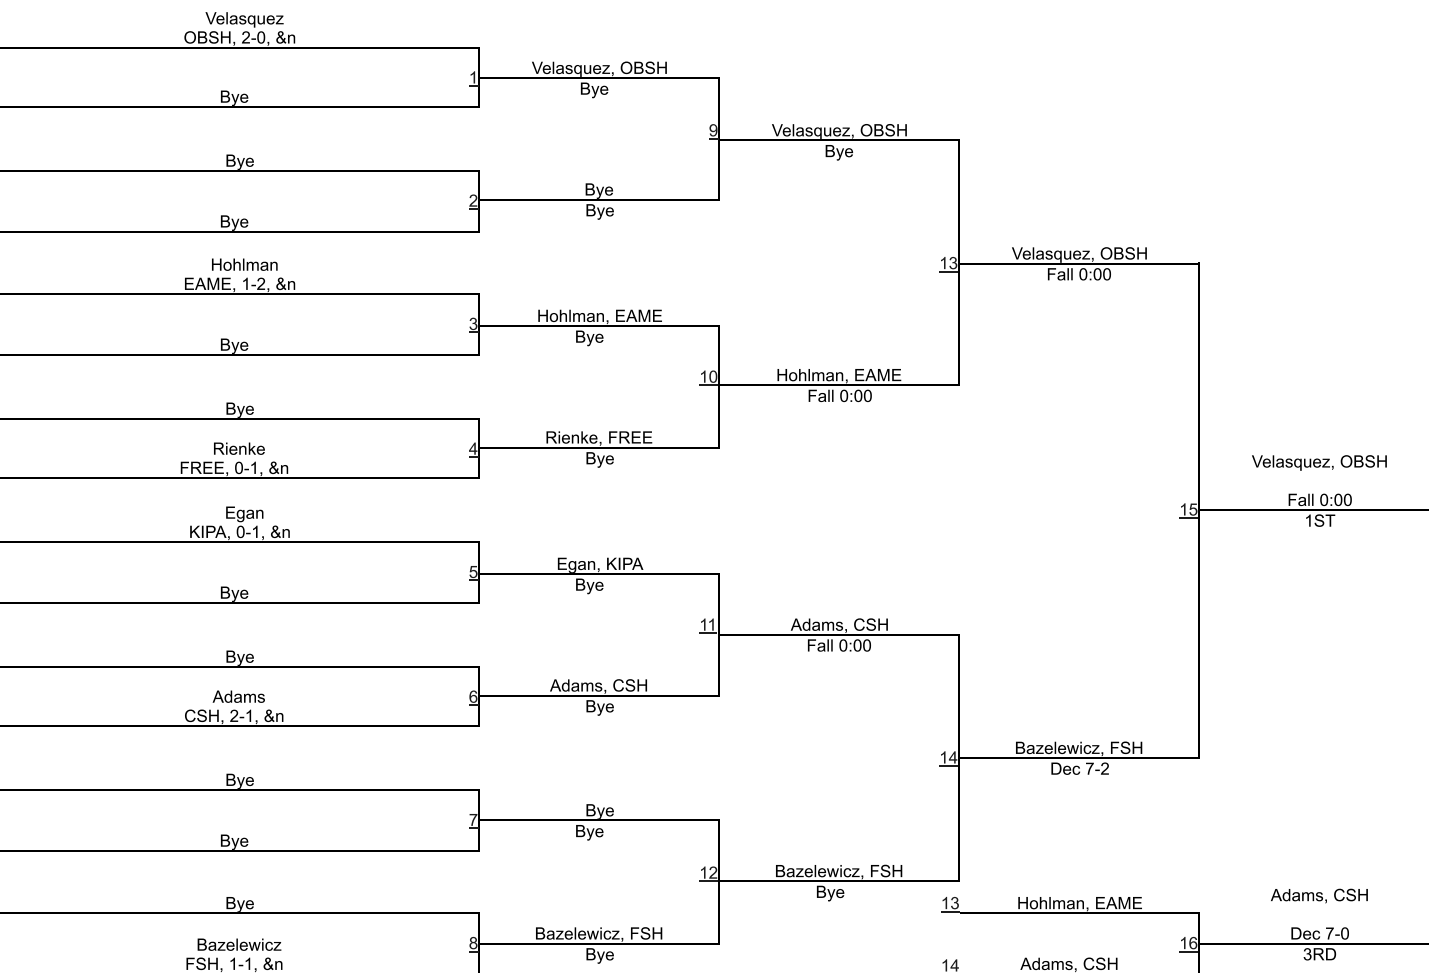 Velasquez
OBSH, 2-0, &n
1
Bye
Velasquez, OBSH
Bye
9
Bye
2
Bye
Bye
Bye
Velasquez, OBSH
Bye
Hohlman
EAME, 1-2, &n
3
Bye
Hohlman, EAME
Bye
10
Bye
Rienke
FREE, 0-1, &n
4
Rienke, FREE
Bye
Hohlman, EAME
Fall 0:00
13
Velasquez, OBSH
Fall 0:00
Egan
KIPA, 0-1, &n
5
Bye
Egan, KIPA
Bye
11
Bye
Adams
CSH, 2-1, &n
6
Adams, CSH
Bye
Adams, CSH
Fall 0:00
14
Bye
7
Bye
Bye
Bye
12
Bye
Bazelewicz
FSH, 1-1, &n
8
Bazelewicz, FSH
Bye
Bazelewicz, FSH
Bye
Bazelewicz, FSH
Dec 7-2
15
Velasquez, OBSH
Fall 0:00
1ST
13
Hohlman, EAME
14
Adams, CSH
16
Adams, CSH
Dec 7-0
3RD